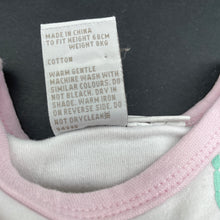 MADE IN CHINA
TO FIT HEIGHT 68CM
WEIGHT 8KG
COTTON
WARM GENTLE
MACHINE WASH WITH
SIMILAR COLOURS. DO
NOT BLEACH. DRY IN
SHADE. WARM IRON
ON REVERSE SIDE. DO
NOT DRYCLEAN